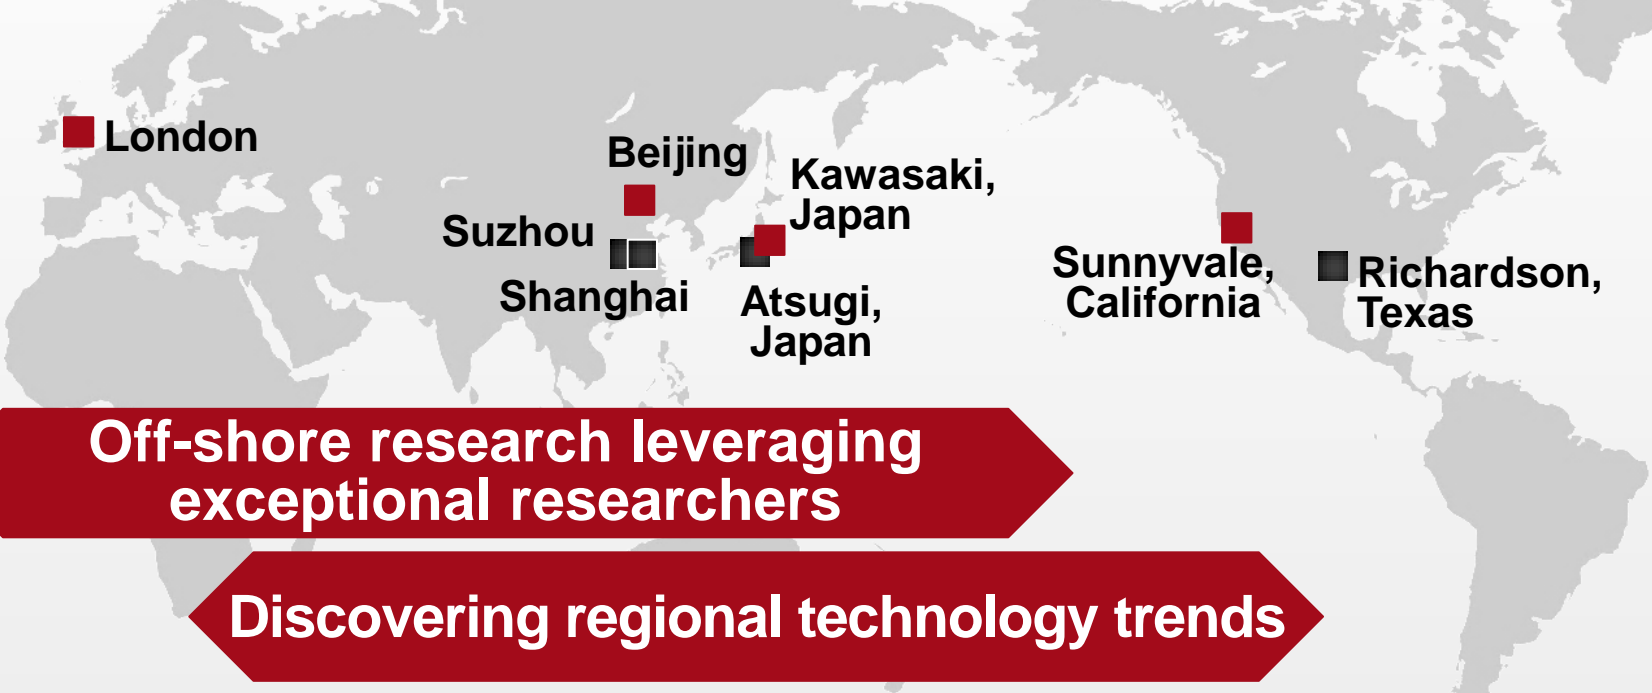 London
Beijing
Kawasaki,
Japan
Suzhou
Shanghai
Atsugi,
Japan
Sunnyvale,
California
Richardson,
Texas
Off-shore research leveraging
exceptional researchers
Discovering regional technology trends